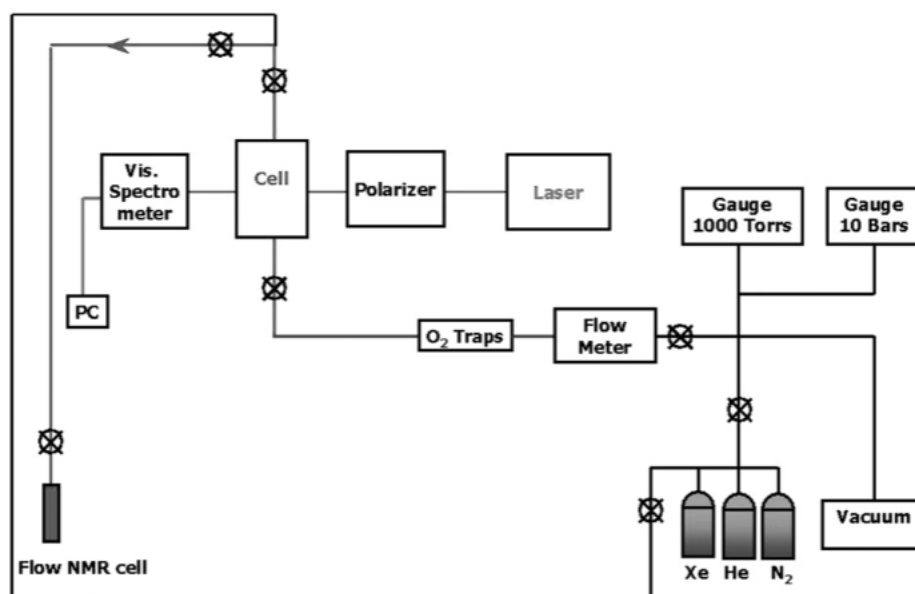 Vis.
Spectro
meter
Cell
Polarizer
Laser
Gauge
1000 Torrs
Gauge
10 Bars
PC
O₂ Traps
Flow
Meter
Flow NMR cell
Xe
He
N₂
Vacuum